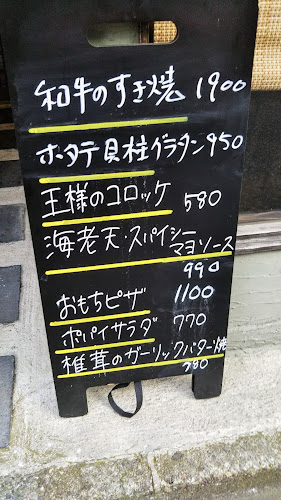 和牛のすき焼 1900
ホタテ貝柱グラタン 950
王様のコロッケ 580
海老天・スパイシー
マヨソース
990
おもちピザ 1100
ポパイサラダ 770
椎茸のガーリックバター焼
780